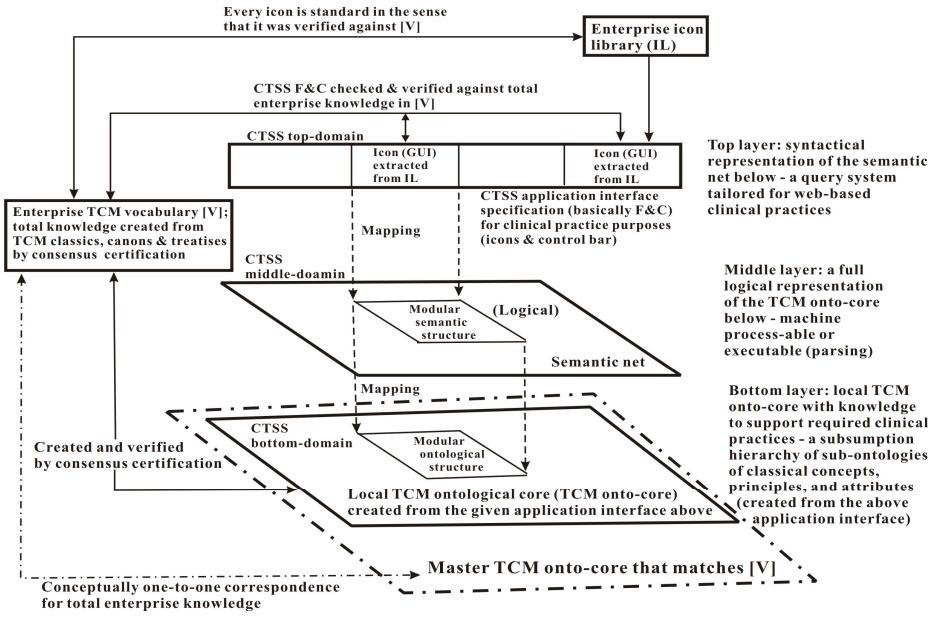 Every icon is standard in the sense
that it was verified against [V]
Enterprise icon
library (IL)
CTSS F&C checked & verified against total
enterprise knowledge in [V]
CTSS top-domain
Icon (GUI)
extracted
from IL
Icon (GUI)
extracted
from IL
Top layer: syntactical
representation of the semantic
net below - a query system
tailored for web-based
clinical practices
CTSS application interface
specification (basically F&C)
for clinical practice purposes
(icons & control bar)
Enterprise TCM vocabulary [V];
total knowledge created from
TCM classics, canons & treatises
by consensus certification
Mapping
CTSS
middle-doamin
Modular
semantic
structure
(Logical)
Semantic net
Middle layer: a full
logical representation
of the TCM onto-core
below - machine
process-able or
executable (parsing)
Mapping
CTSS
bottom-domain
Modular
ontological
structure
Local TCM ontological core (TCM onto-core)
created from the given application interface above
Bottom layer: local TCM
onto-core with knowledge
to support required clinical
practices - a subsumption
hierarchy of sub-ontologies
of classical concepts,
principles, and attributes
(created from the above
application interface)
Created and verified
by consensus certification
Master TCM onto-core that matches [V]
Conceptually one-to-one correspondence
for total enterprise knowledge